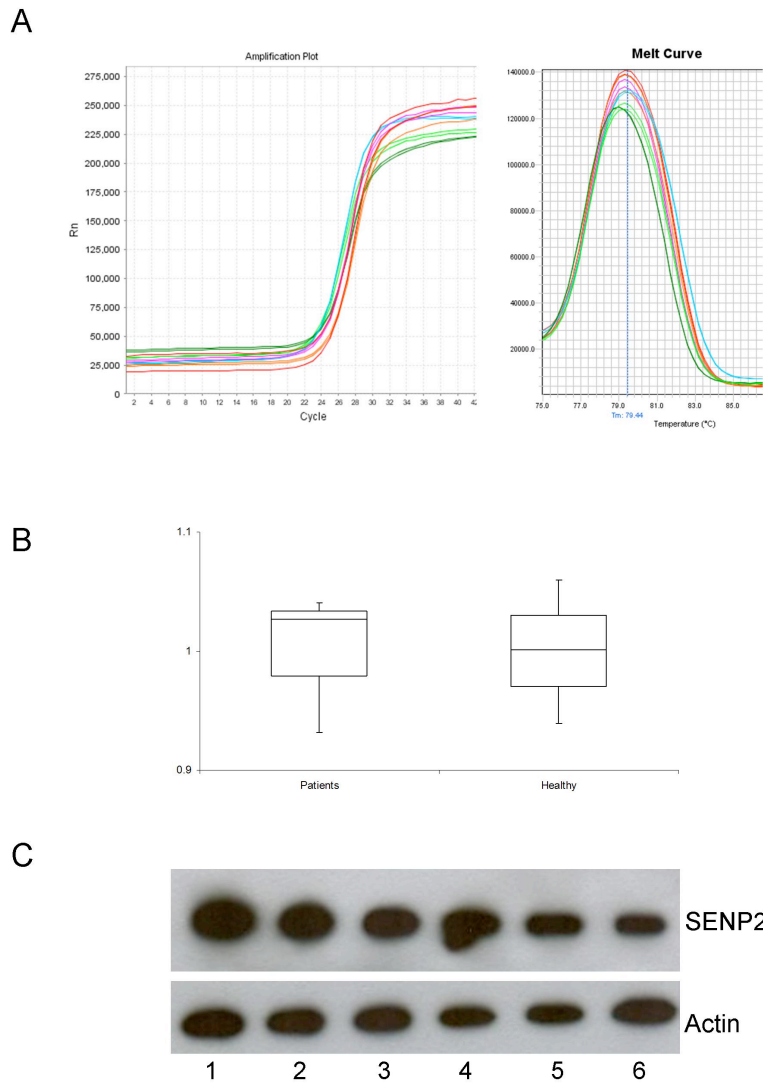 A
Amplification Plot
275,000
250,000
225,000
200,000
175,000
150,000
125,000
100,000
75,000
50,000
25,000
0
Rn
2 4 6 8 10 12 14 16 18 20 22 24 26 28 30 32 34 36 38 40 42
Cycle
Melt Curve
140000.0
120000.0
100000.0
80000.0
60000.0
40000.0
20000.0
75.0 77.0 79.0 81.0 83.0 85.0
Tm: 79.44
Temperature (°C)
B
1.1
1
0.9
Patients Healthy
C
SENP2
Actin
1 2 3 4 5 6